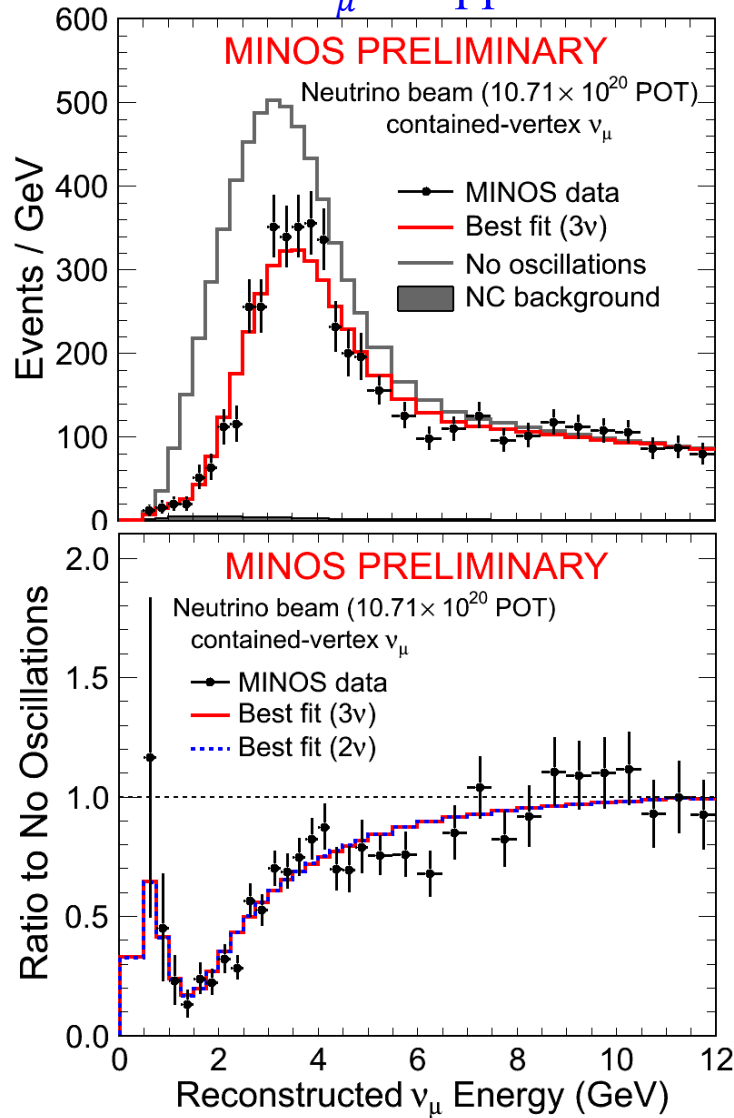 600
MINOS PRELIMINARY
Neutrino beam (10.71× 10²⁰ POT)
contained-vertex νμ
500
400
300
200
100
0
Events / GeV
MINOS data
Best fit (3ν)
No oscillations
NC background
2.0
1.5
1.0
0.5
0.0
Ratio to No Oscillations
MINOS PRELIMINARY
Neutrino beam (10.71× 10²⁰ POT)
contained-vertex νμ
MINOS data
Best fit (3ν)
Best fit (2ν)
0 2 4 6 8 10 12
Reconstructed νμ Energy (GeV)